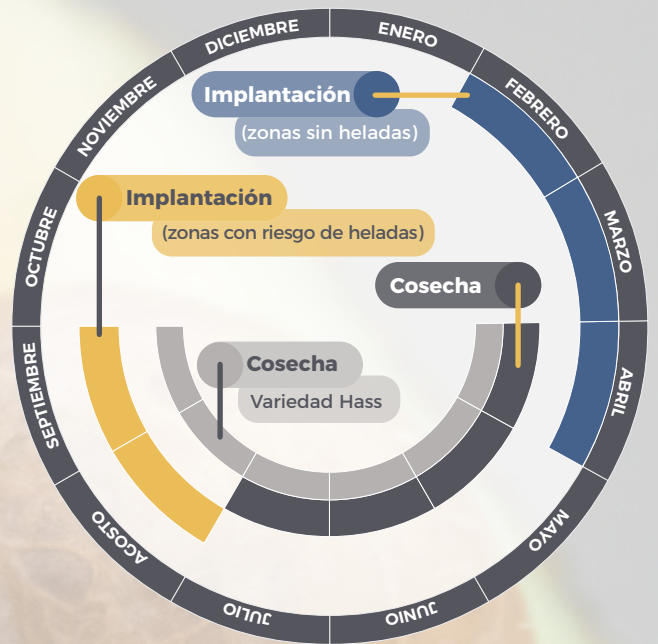 ENERO
FEBRERO
MARZO
ABRIL
MAYO
JUNIO
JULIO
AGOSTO
SEPTIEMBRE
OCTUBRE
NOVIEMBRE
DICIEMBRE
Implantación
(zonas sin heladas)
Implantación
(zonas con riesgo de heladas)
Cosecha
Cosecha
Variedad Hass